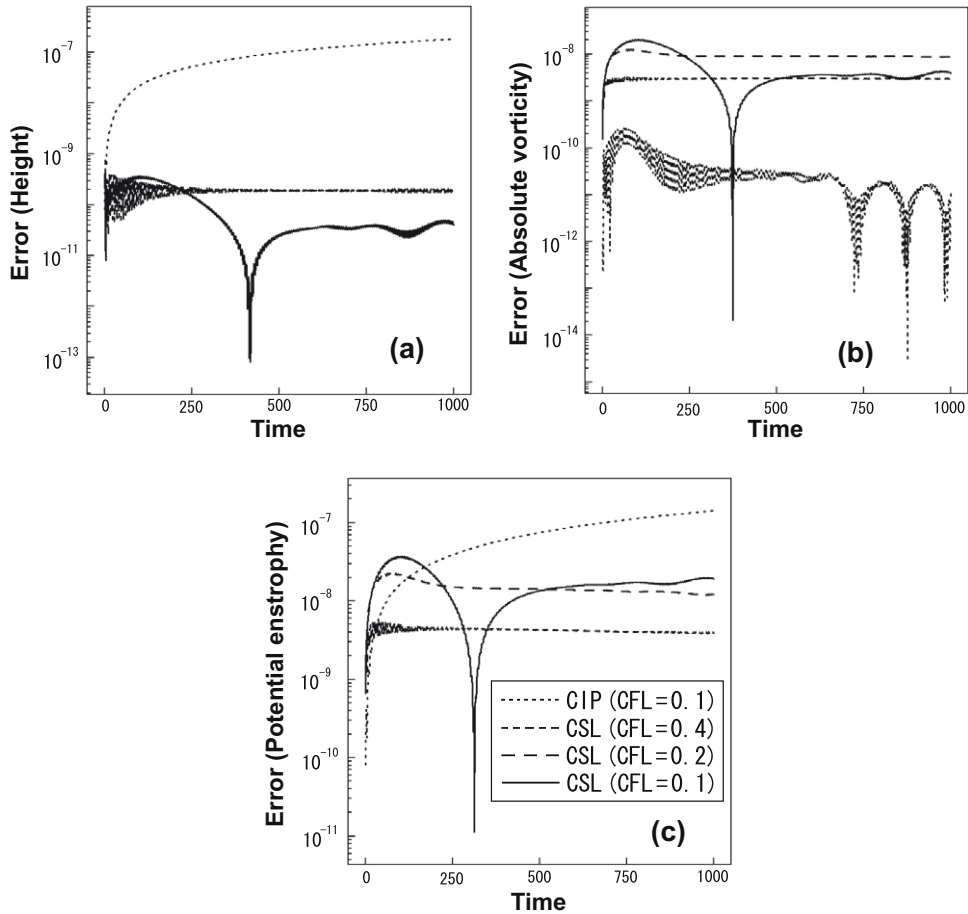 Error (Height)
10⁻⁷
10⁻⁹
10⁻¹¹
10⁻¹³
0
250
500
750
1000
Time
(a)
Error (Absolute vorticity)
10⁻⁸
10⁻¹⁰
10⁻¹²
10⁻¹⁴
0
250
500
750
1000
Time
(b)
Error (Potential enstrophy)
10⁻⁷
10⁻⁸
10⁻⁹
10⁻¹⁰
10⁻¹¹
0
250
500
750
1000
Time
CIP (CFL=0.1)
CSL (CFL=0.4)
CSL (CFL=0.2)
CSL (CFL=0.1)
(c)